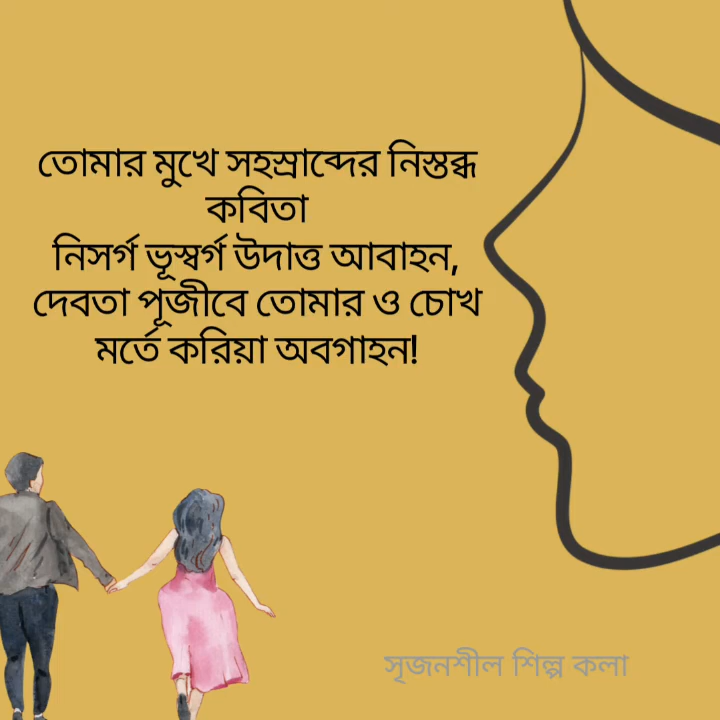 তোমার মুখে সহস্রাব্দের নিস্তব্ধ
কবিতা
নিসর্গ ভূস্বর্গ উদাত্ত আবাহন,
দেবতা পূজীবে তোমার ও চোখ
মর্তে করিয়া অবগাহন!
সৃজনশীল শিল্প কলা